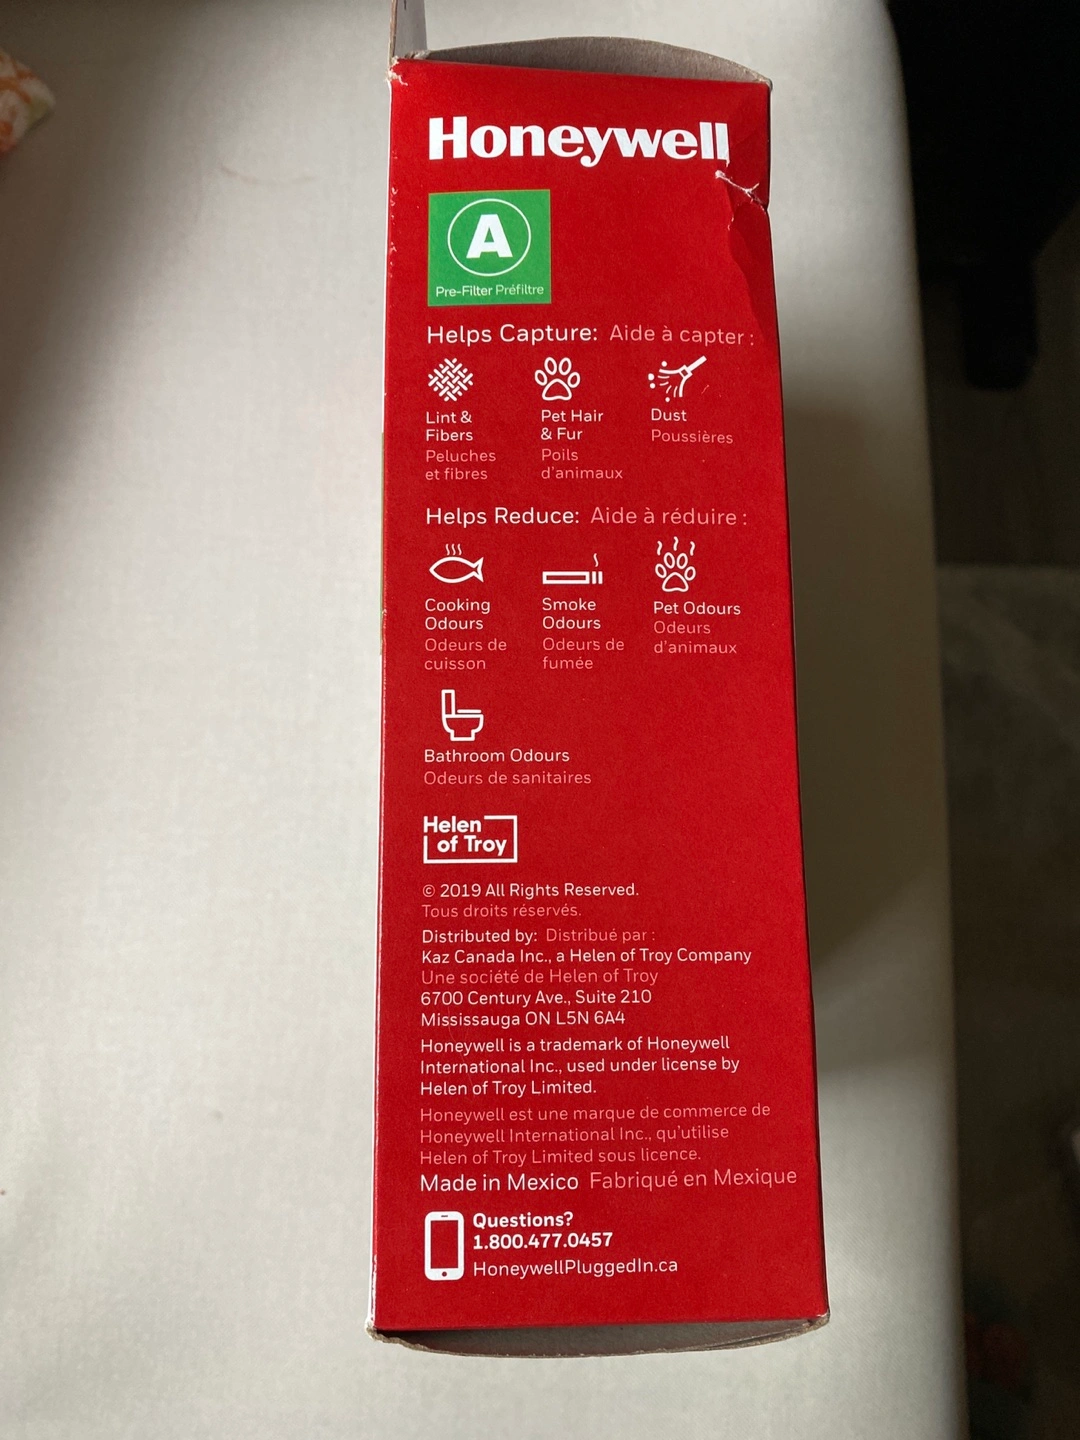 Honeywell
A
Pre-Filter Préfiltre
Helps Capture: Aide à capter :
Lint &
Fibers
Peluches
et fibres
Pet Hair
& Fur
Poils
d'animaux
Dust
Poussières
Helps Reduce: Aide à réduire :
Cooking
Odours
Odeurs de
cuisson
Smoke
Odours
Odeurs de
fumée
Pet Odours
Odeurs
d'animaux
Bathroom Odours
Odeurs de sanitaires
Helen
of Troy
© 2019 All Rights Reserved.
Tous droits réservés.
Distributed by: Distribué par :
Kaz Canada Inc., a Helen of Troy Company
Une société de Helen of Troy
6700 Century Ave., Suite 210
Mississauga ON L5N 6A4
Honeywell is a trademark of Honeywell
International Inc., used under license by
Helen of Troy Limited.
Honeywell est une marque de commerce de
Honeywell International Inc., qu'utilise
Helen of Troy Limited sous licence.
Made in Mexico Fabriqué en Mexique
Questions?
1.800.477.0457
HoneywellPluggedIn.ca